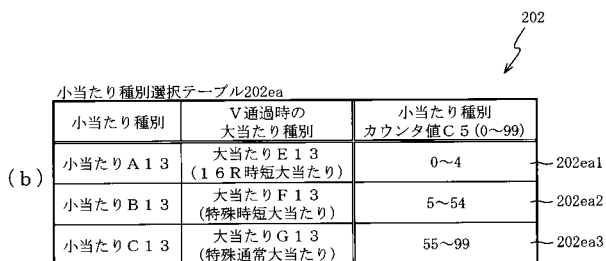 202
小当たり種別選択テーブル202ea
小当たり種別
V通過時の
大当たり種別
小当たり種別
カウンタ値C5(0～99)
(b)
小当たりA13
大当たりE13
(16R時短大当たり)
0～4
202ea1
小当たりB13
大当たりF13
(特殊時短大当たり)
5～54
202ea2
小当たりC13
大当たりG13
(特殊通常大当たり)
55～99
202ea3